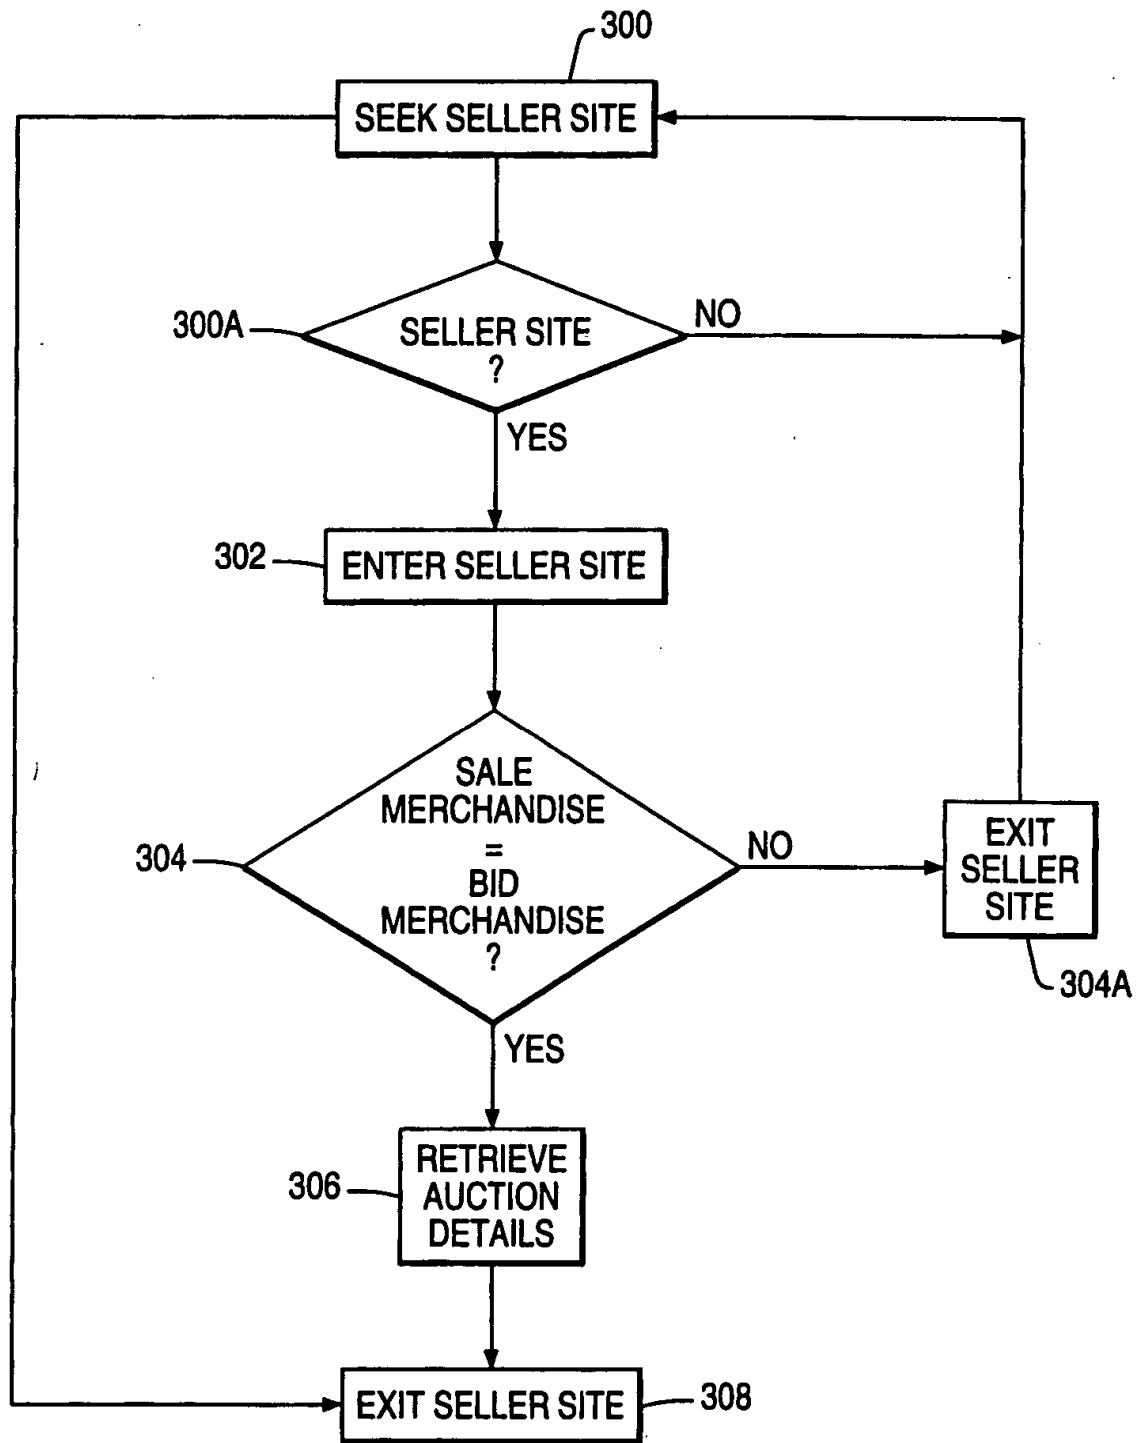 300
SEEK SELLER SITE
300A
SELLER SITE
?
NO
YES
302
ENTER SELLER SITE
304
SALE
MERCHANDISE
=
BID
MERCHANDISE
?
NO
EXIT
SELLER
SITE
304A
YES
306
RETRIEVE
AUCTION
DETAILS
EXIT SELLER SITE
308